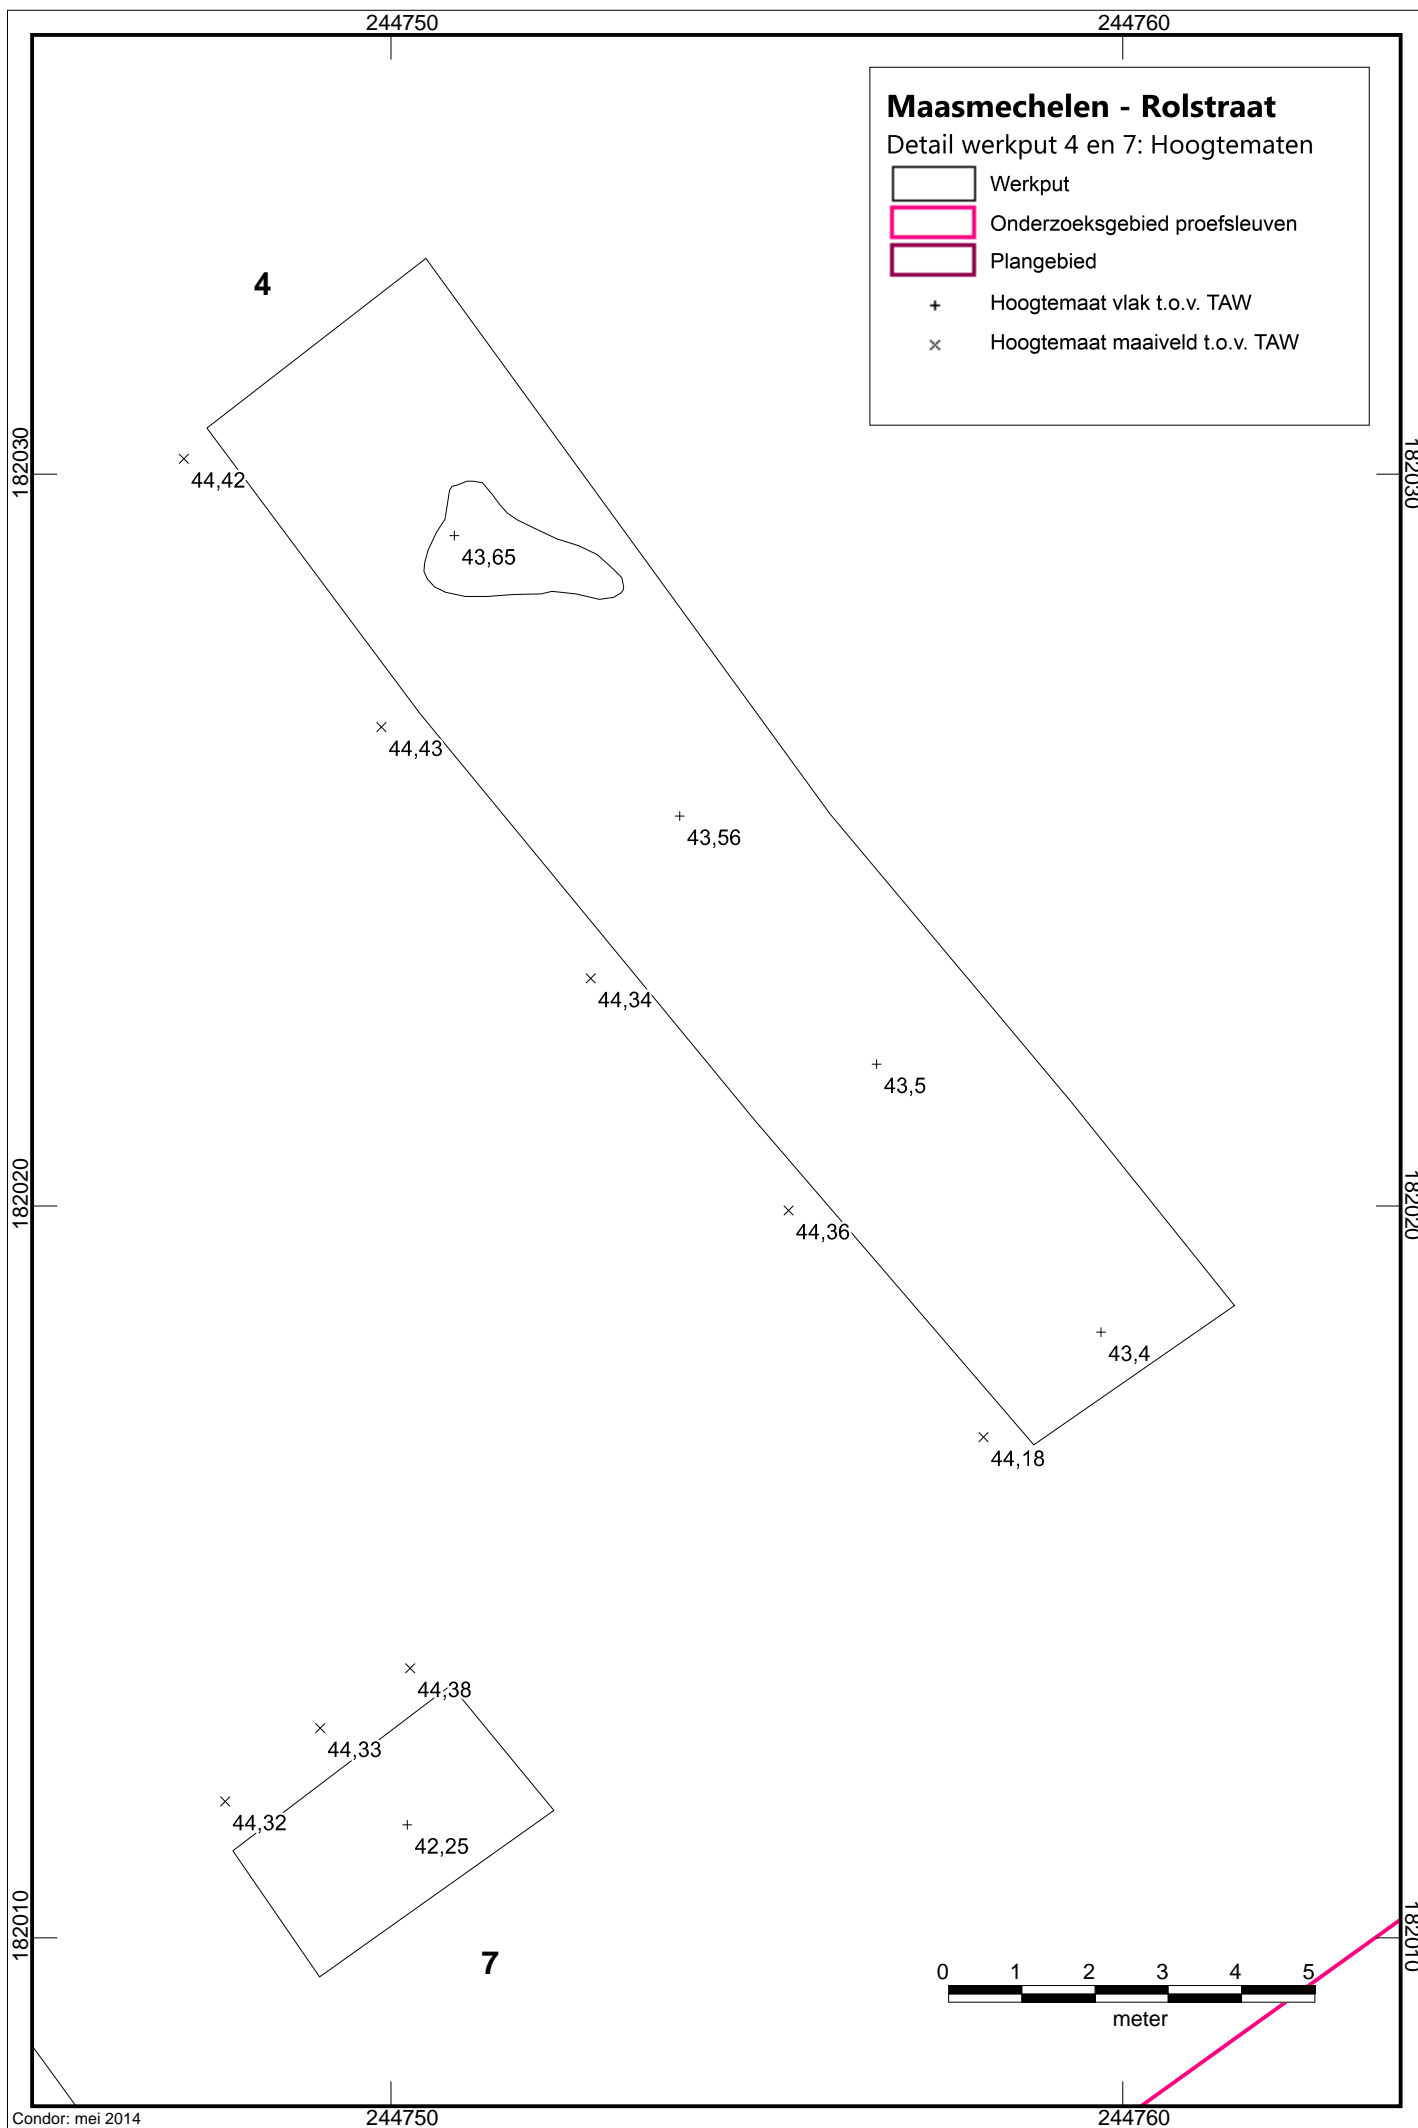 244750
244760
Maasmechelen - Rolstraat
Detail werkput 4 en 7: Hoogtematen
Werkput
Onderzoeksgebied proefsleuven
Plangebied
Hoogtemaat vlak t.o.v. TAW
Hoogtemaat maaiveld t.o.v. TAW
4
182030
182030
44,42
43,65
44,43
43,56
44,34
43,5
182020
182020
44,36
43,4
44,18
44,38
44,33
44,32
42,25
182010
182010
7
0 1 2 3 4 5
meter
Condor: mei 2014
244750
244760